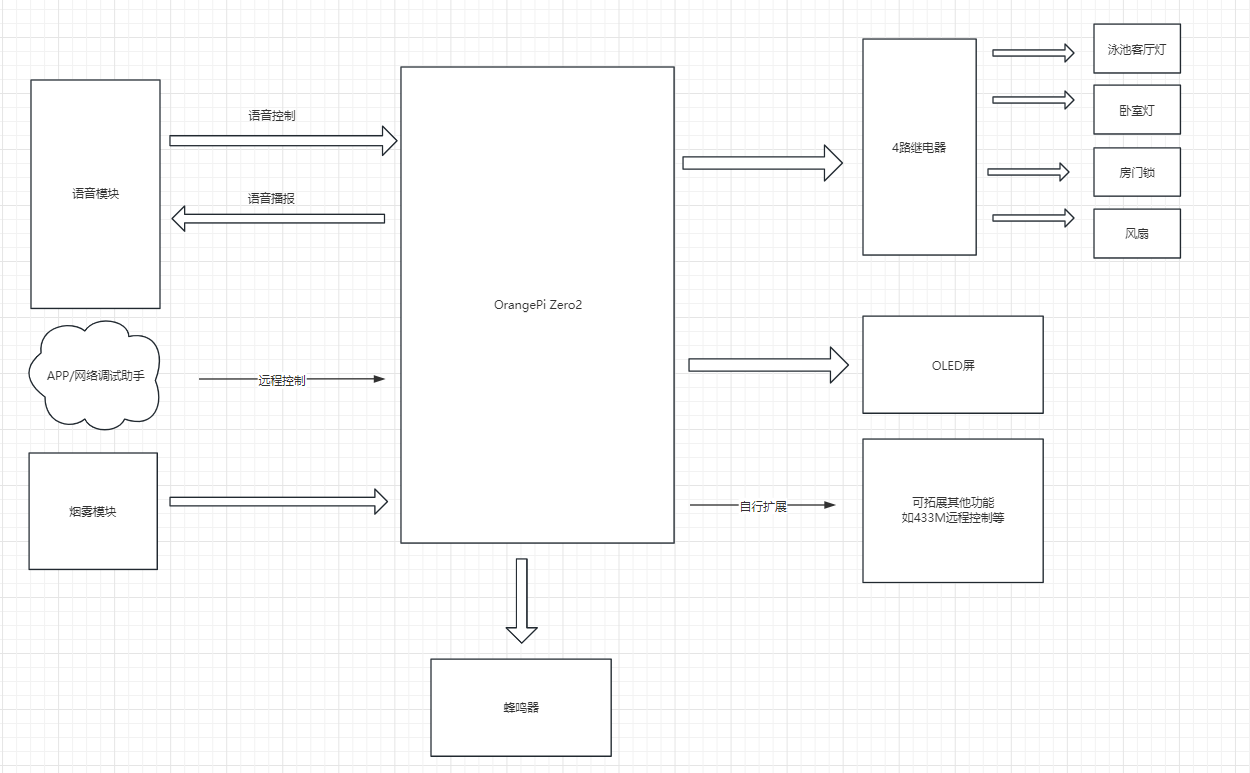 泳池客厅灯
语音控制
卧室灯
4路继电器
房门锁
语音模块
语音播报
风扇
OrangePi Zero2
OLED屏
APP/网络调试助手
远程控制
可拓展其他功能
自行扩展
如433M远程控制等
烟雾模块
蜂鸣器